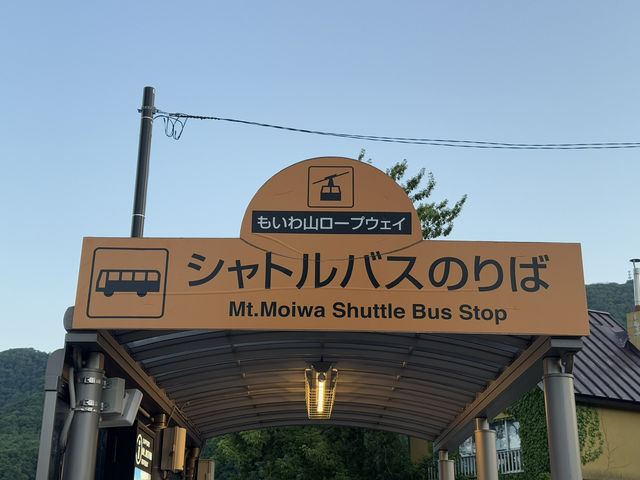 もいわ山ロープウェイ
シャトルバスのりば
Mt.Moiwa Shuttle Bus Stop